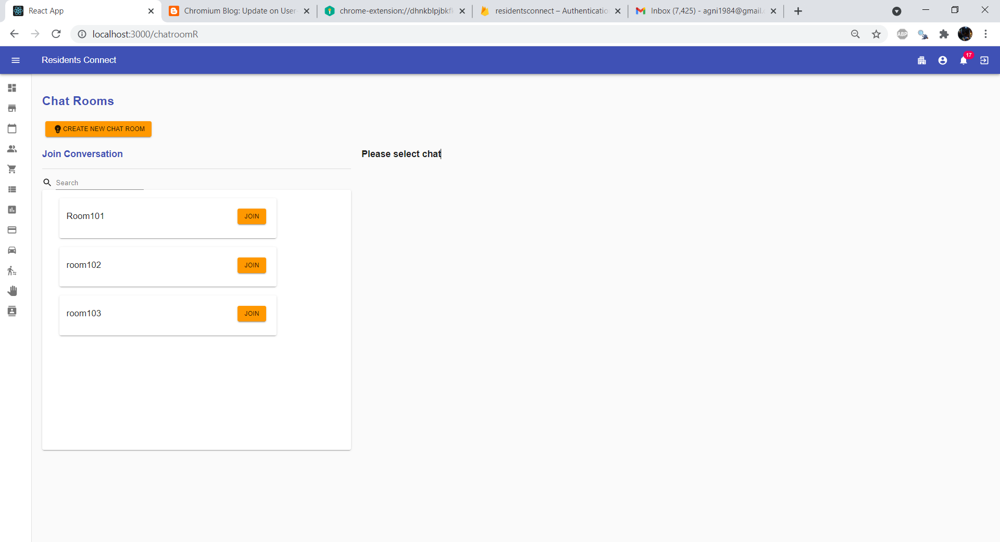 React App
Chromium Blog: Update on User-
chrome-extension://dhnkblpjbkfk
residentsconnect – Authenticatio
Inbox (7,425) - agni1984@gmail.
localhost:3000/chatroomR
ABP
Residents Connect
17
Chat Rooms
CREATE NEW CHAT ROOM
Join Conversation
Please select chat
Search
Room101
JOIN
room102
JOIN
room103
JOIN